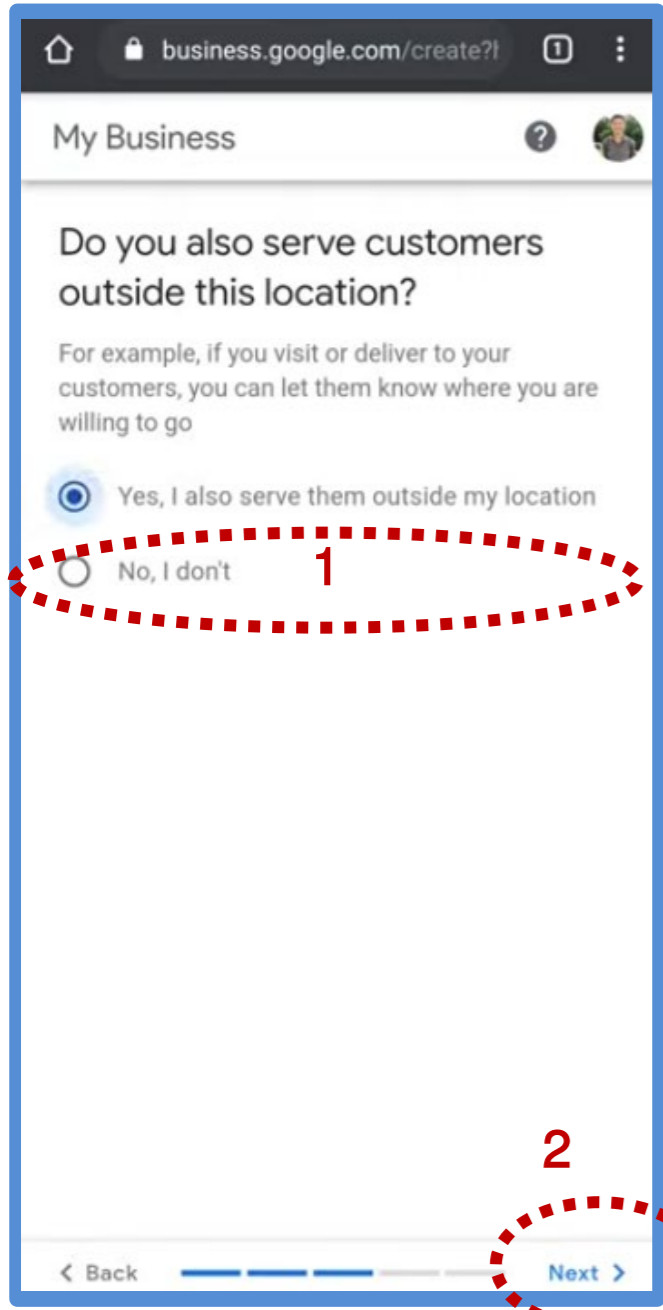 business.google.com/create?h 1
My Business ?
Do you also serve customers
outside this location?
For example, if you visit or deliver to your
customers, you can let them know where you are
willing to go
Yes, I also serve them outside my location
No, I don't 1
2
Back Next